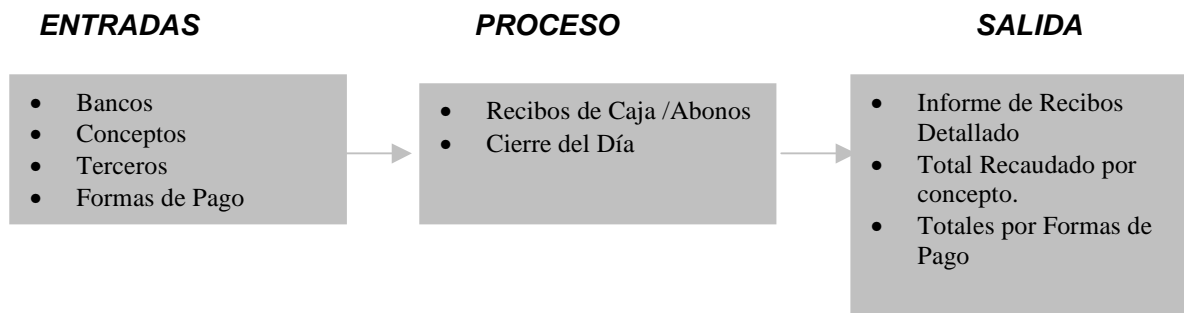 ENTRADAS
PROCESO
SALIDA
• Bancos
• Conceptos
• Terceros
• Formas de Pago
• Recibos de Caja /Abonos
• Cierre del Día
• Informe de Recibos
Detallado
• Total Recaudado por
concepto.
• Totales por Formas de
Pago